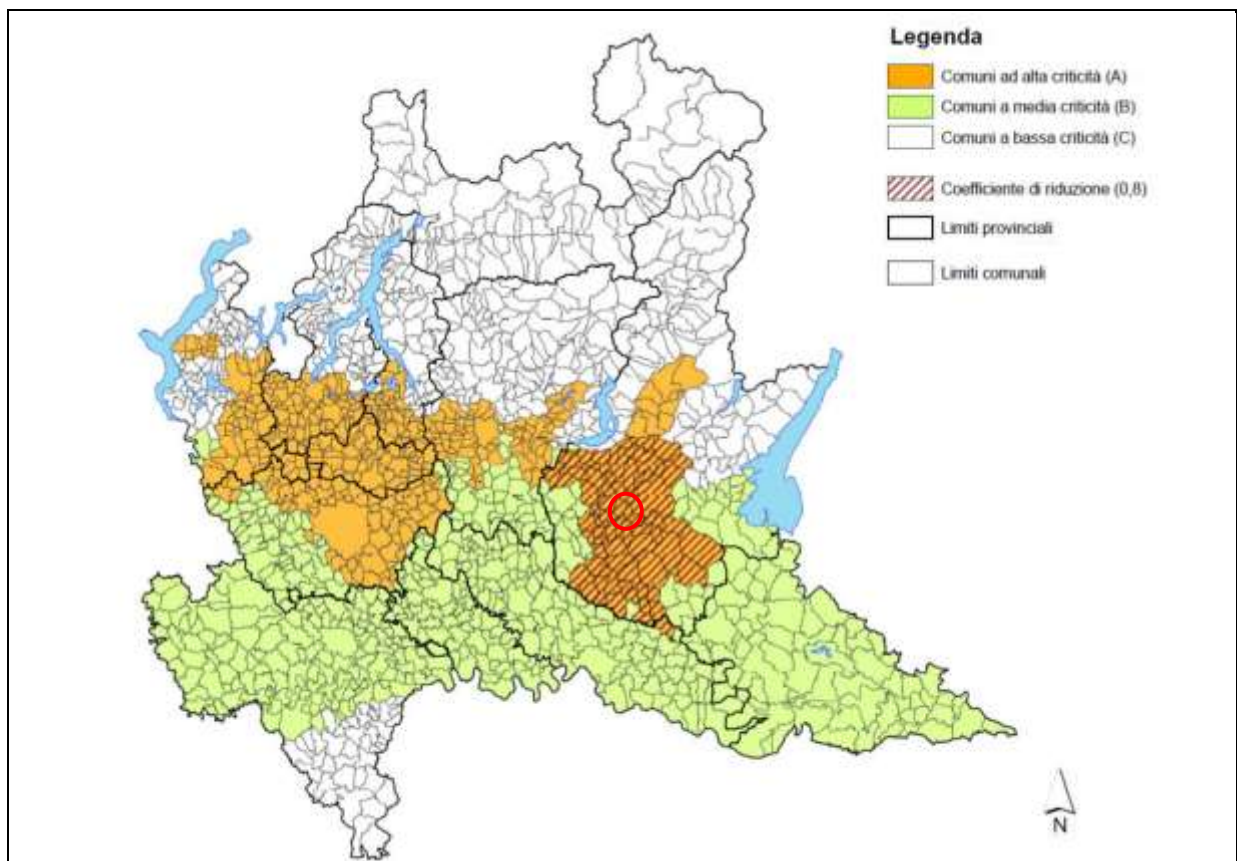 Legenda
Comuni ad alta criticità (A)
Comuni a media criticità (B)
Comuni a bassa criticità (C)
Coefficiente di riduzione (0,8)
Limiti provinciali
Limiti comunali
N